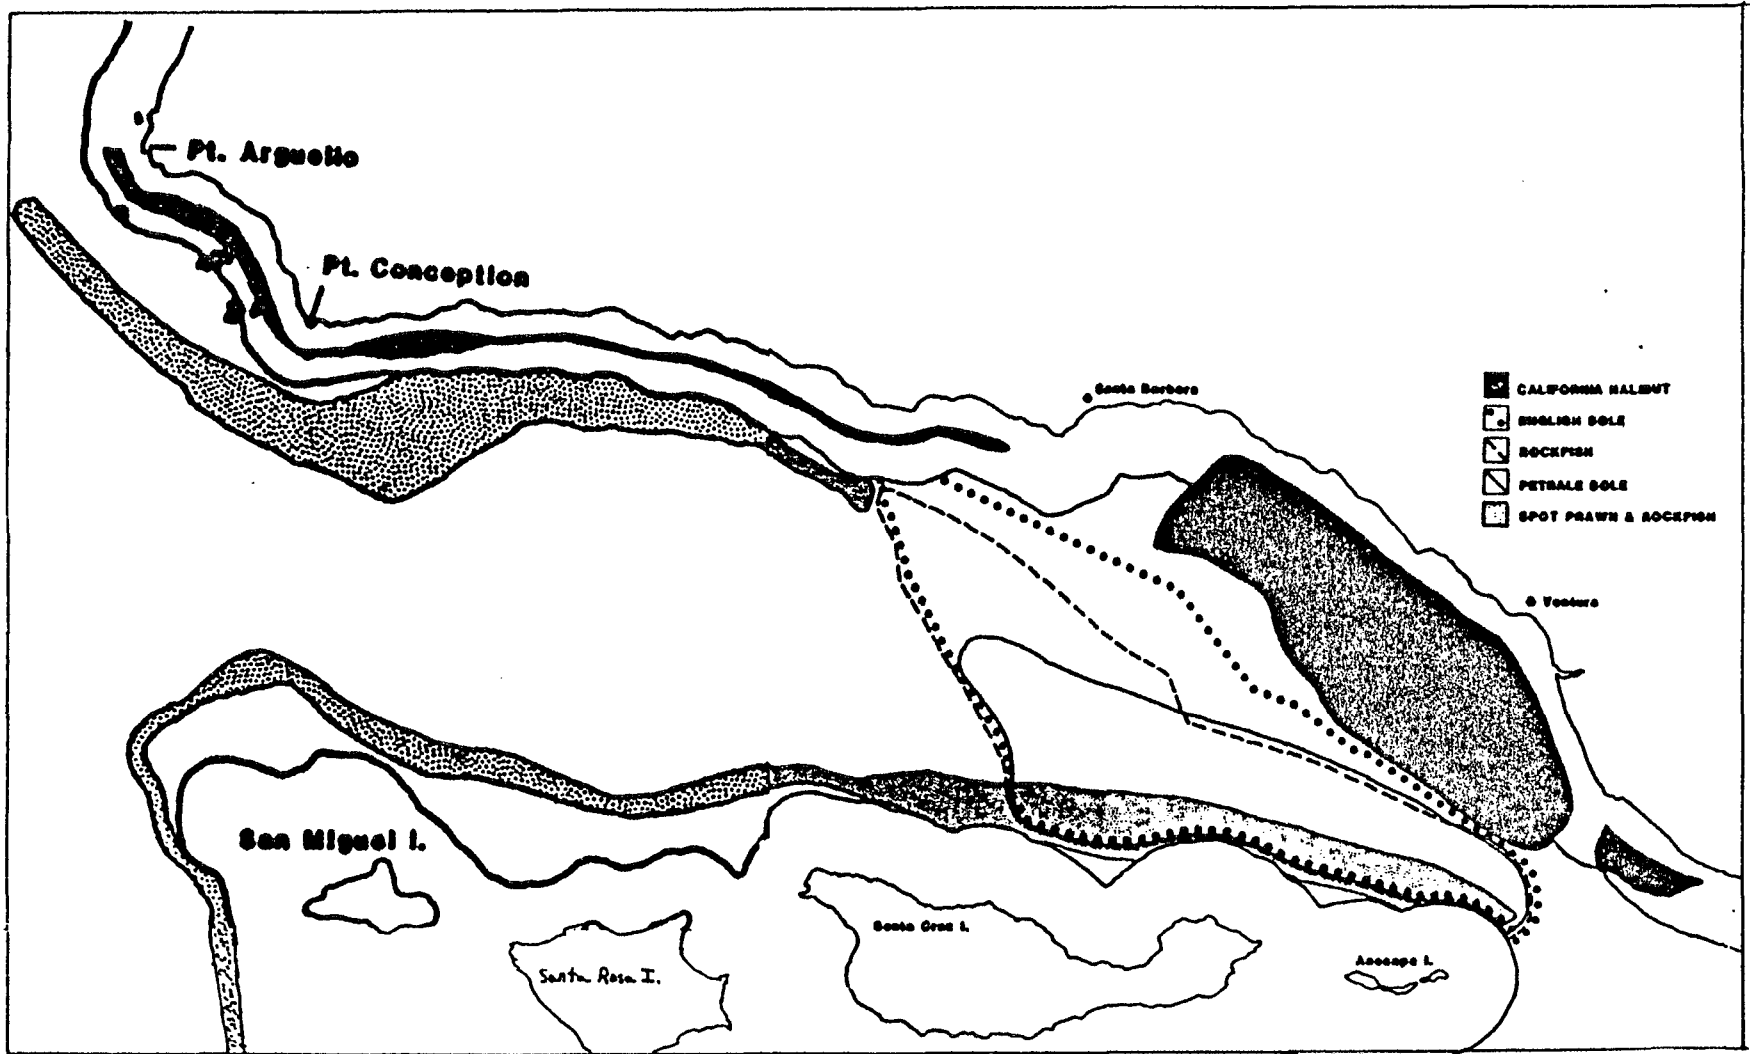 Pt. Arguello
Pt. Conception
Santa Barbara
CALIFORNIA HALIBUT
ENGLISH SOLE
ROCKFISH
PETRALE SOLE
SPOT PRAWN & ROCKFISH
Ventura
San Miguel I.
Santa Cruz I.
Santa Rosa I.
Anacapa I.